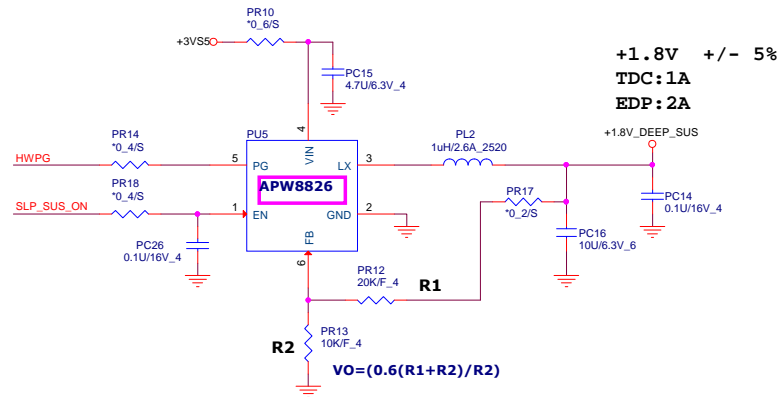 PR10
*0_6/S
+3VS5
PC15
4.7U/6.3V_4
+1.8V +/- 5%
TDC:1A
EDP:2A
+1.8V_DEEP_SUS
PU5
4
VIN
PL2
1uH/2.6A_2520
HWPG
PR14
*0_4/S
5
PG
LX
3
APW8826
PR18
*0_4/S
SLP_SUS_ON
1
EN
GND
2
PR17
*0_2/S
PC14
0.1U/16V_4
PC26
0.1U/16V_4
FB
6
PC16
10U/6.3V_6
PR12
20K/F_4
R1
R2
PR13
10K/F_4
VO=(0.6(R1+R2)/R2)